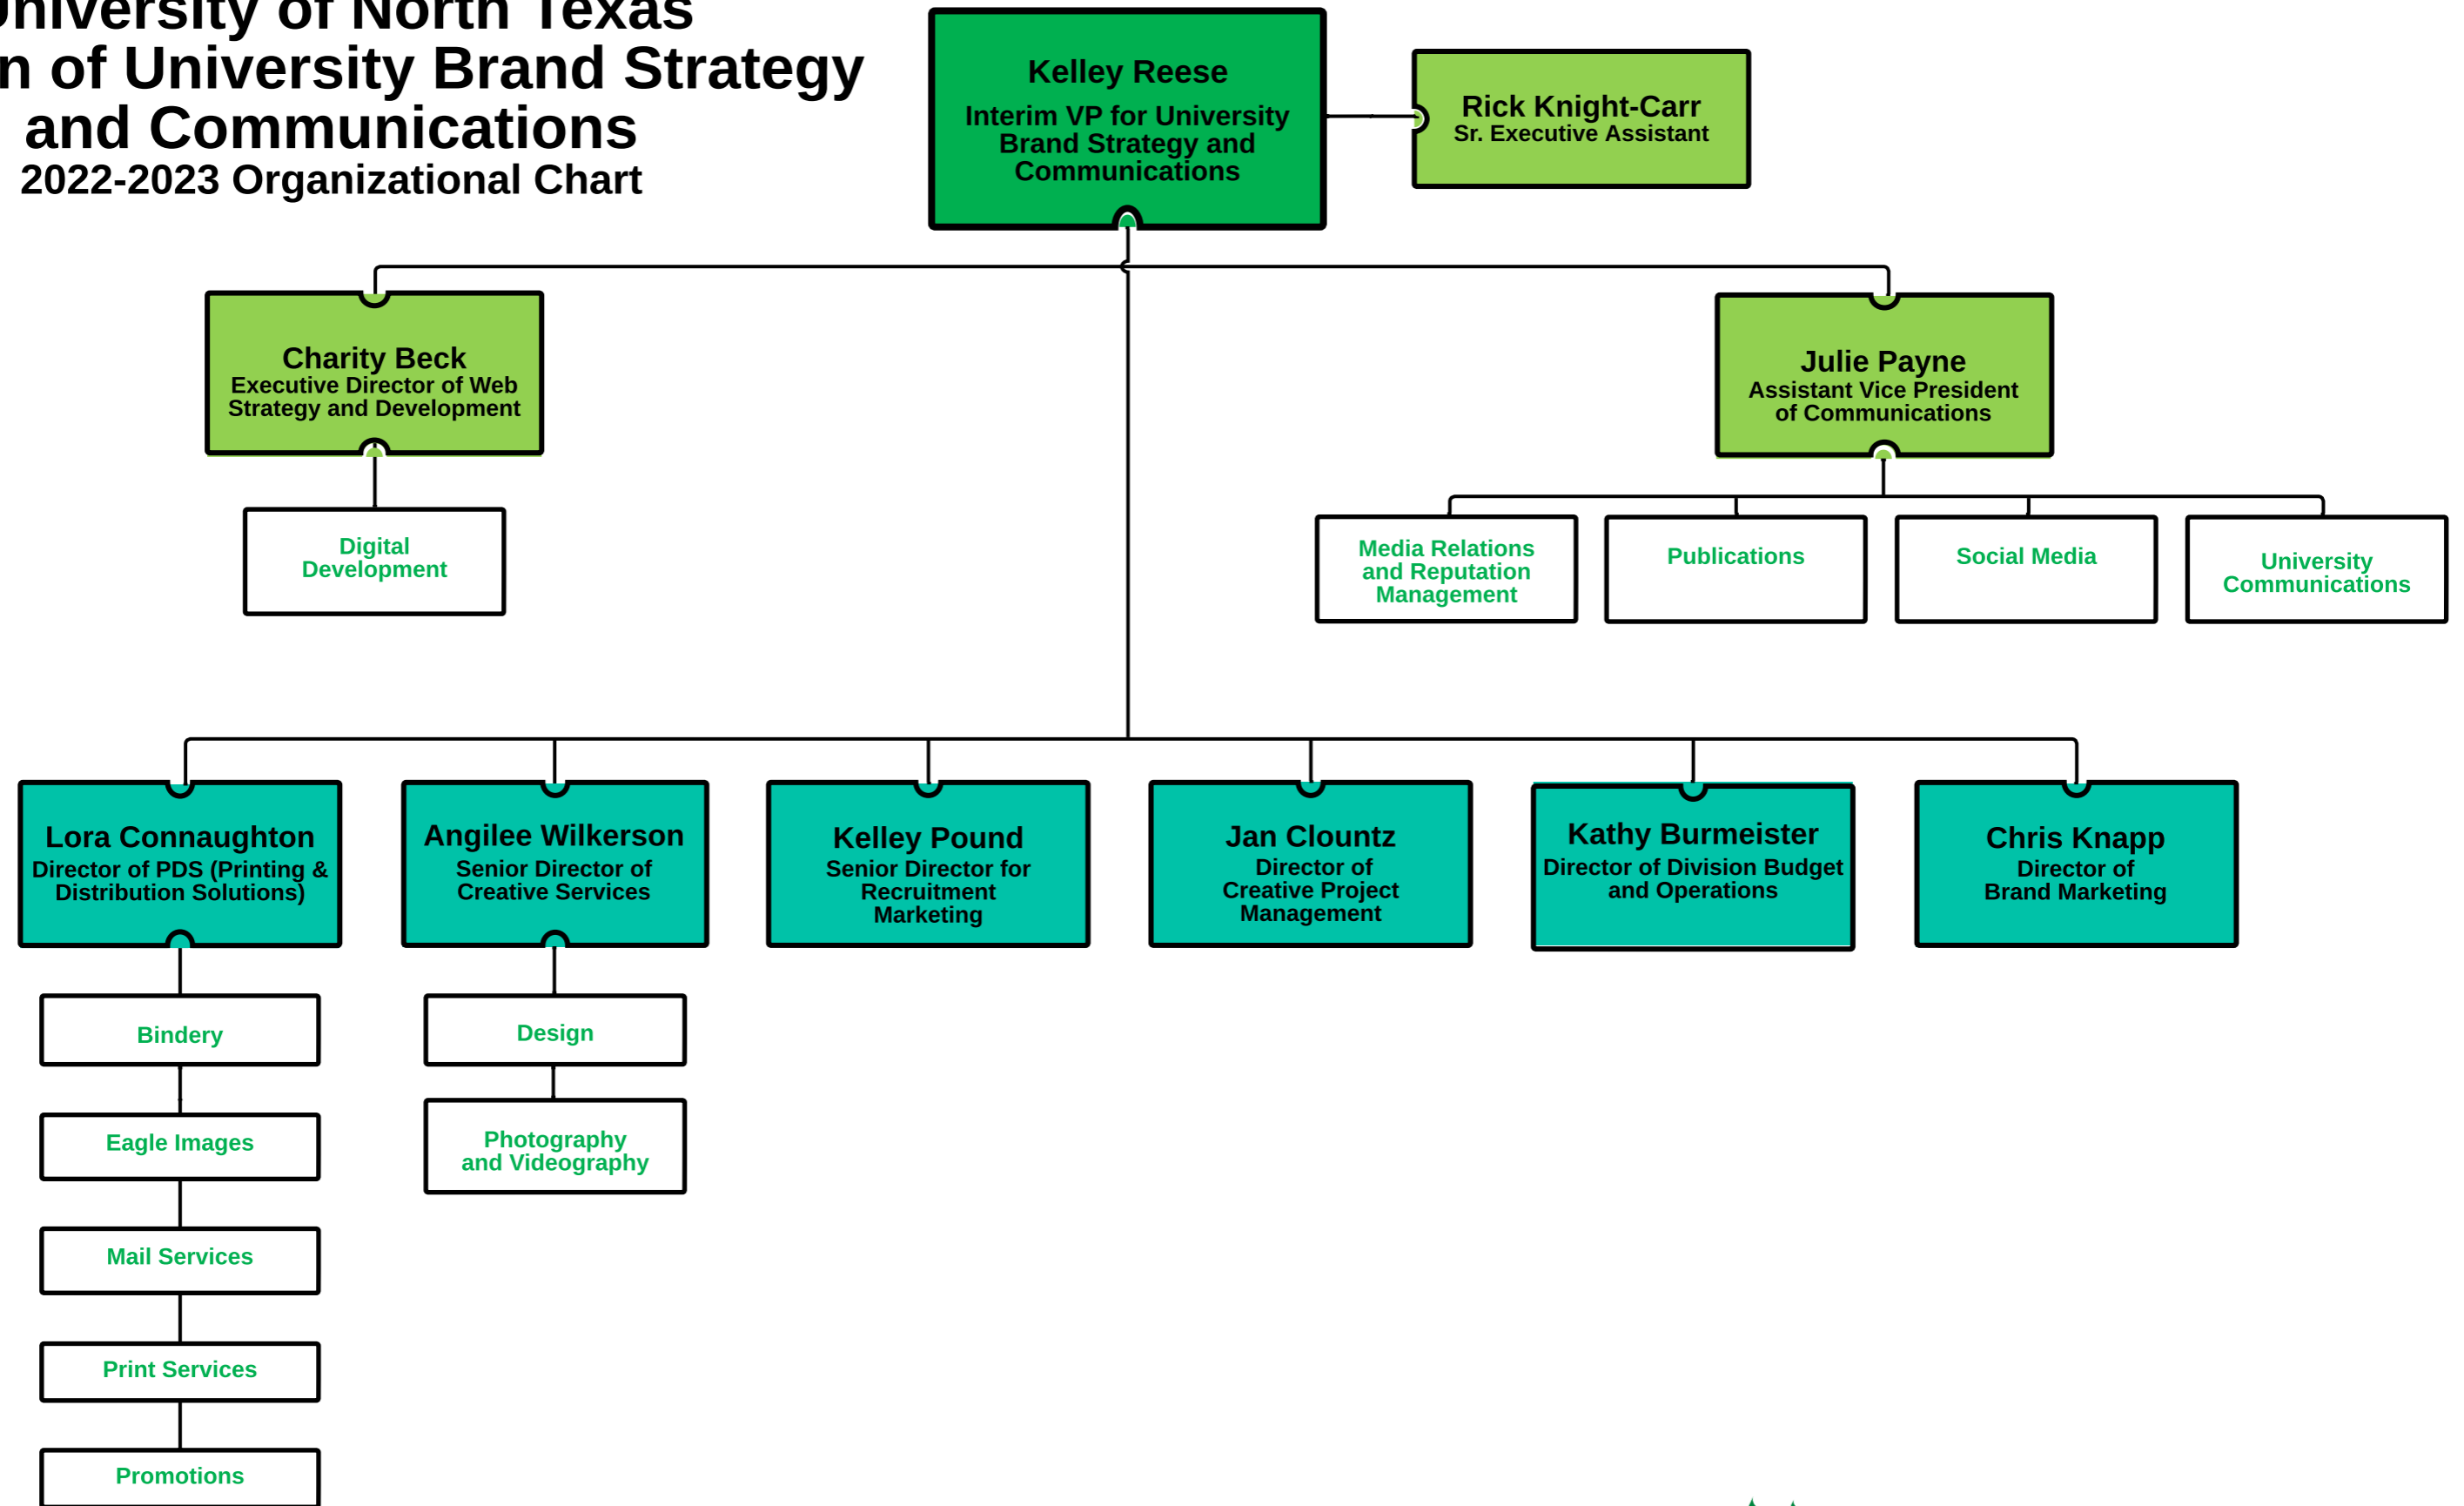 University of North Texas
n of University Brand Strategy
and Communications
2022-2023 Organizational Chart
Kelley Reese
Interim VP for University
Brand Strategy and
Communications
Rick Knight-Carr
Sr. Executive Assistant
Charity Beck
Executive Director of Web
Strategy and Development
Julie Payne
Assistant Vice President
of Communications
Digital
Development
Media Relations
and Reputation
Management
Publications
Social Media
University
Communications
Lora Connaughton
Director of PDS (Printing &
Distribution Solutions)
Angilee Wilkerson
Senior Director of
Creative Services
Kelley Pound
Senior Director for
Recruitment
Marketing
Jan Clountz
Director of
Creative Project
Management
Kathy Burmeister
Director of Division Budget
and Operations
Chris Knapp
Director of
Brand Marketing
Bindery
Eagle Images
Mail Services
Print Services
Promotions
Design
Photography
and Videography